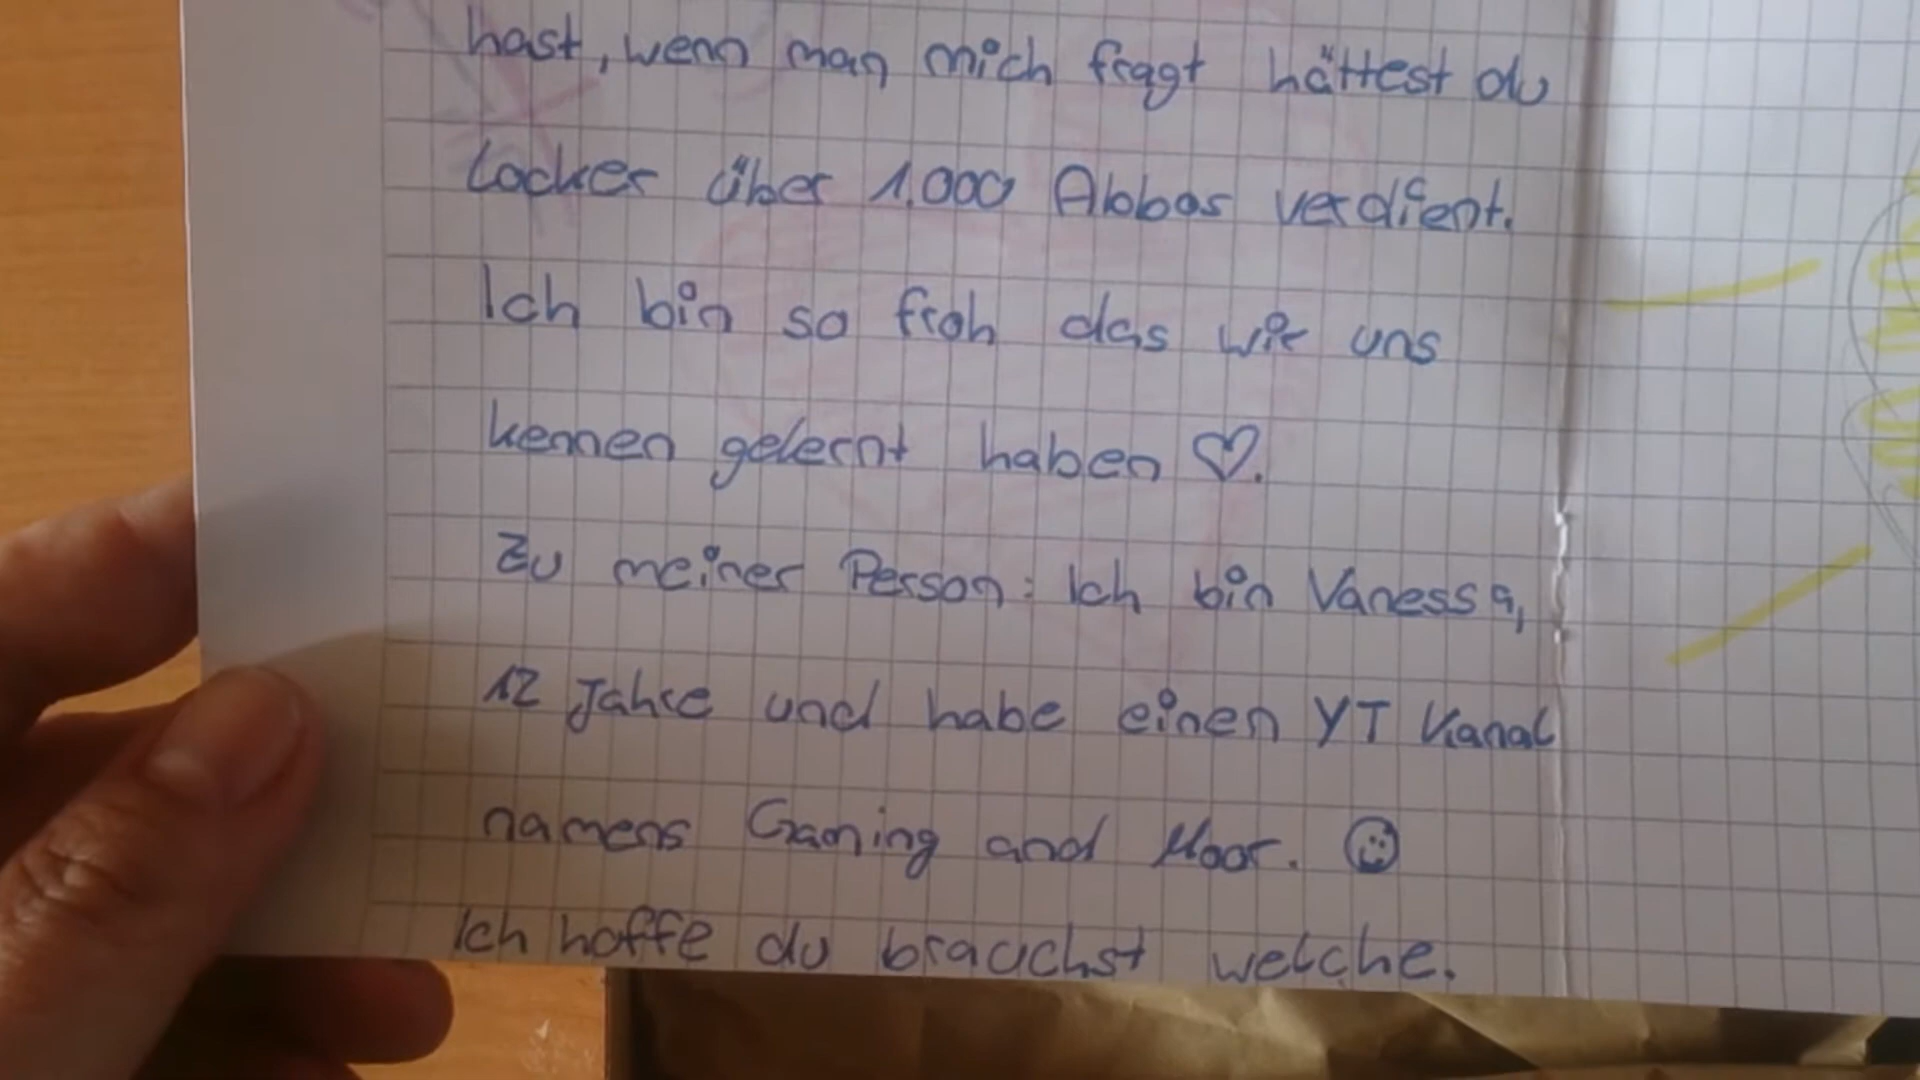 hast, wenn man mich fragt hättest du
locker über 1.000 Abbos verdient.
Ich bin so froh das wir uns
kennen gelernt haben ♡.
Zu meiner Person: Ich bin Vanessa,
12 Jahre und habe einen YT Kanal
namens Gaming and Moor. ☺
Ich hoffe du brauchst welche.